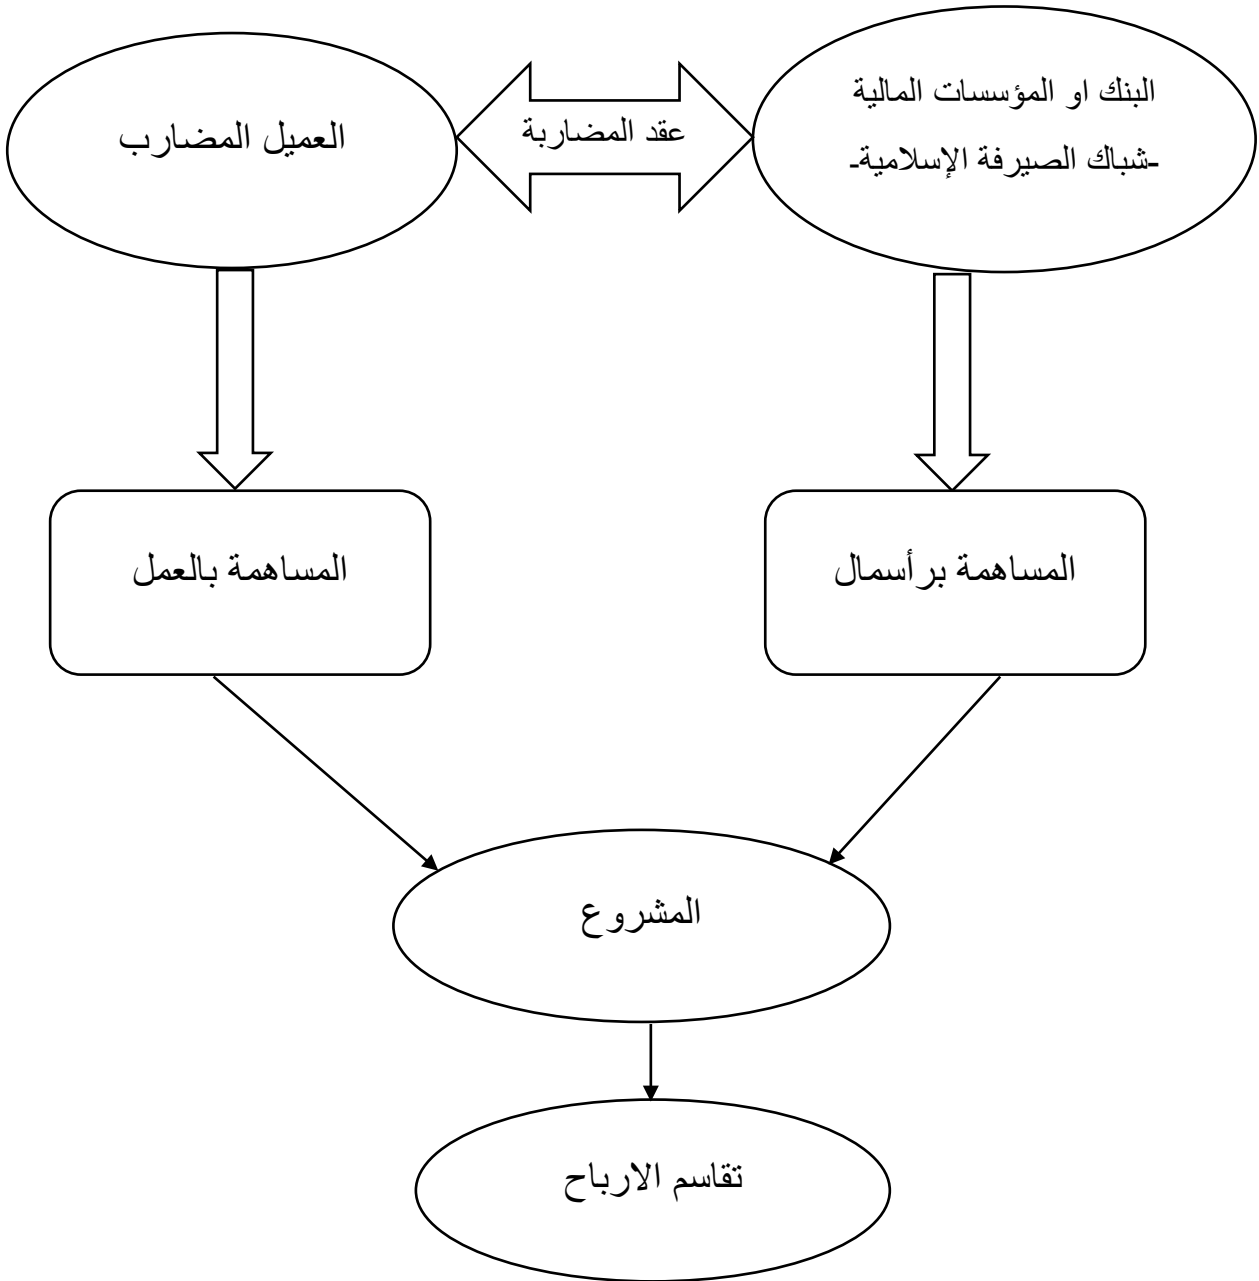 البنك او المؤسسات المالية
-شباك الصيرفة الإسلامية-
عقد المضاربة
العميل المضارب
المساهمة برأسمال
المساهمة بالعمل
المشروع
تقاسم الارباح